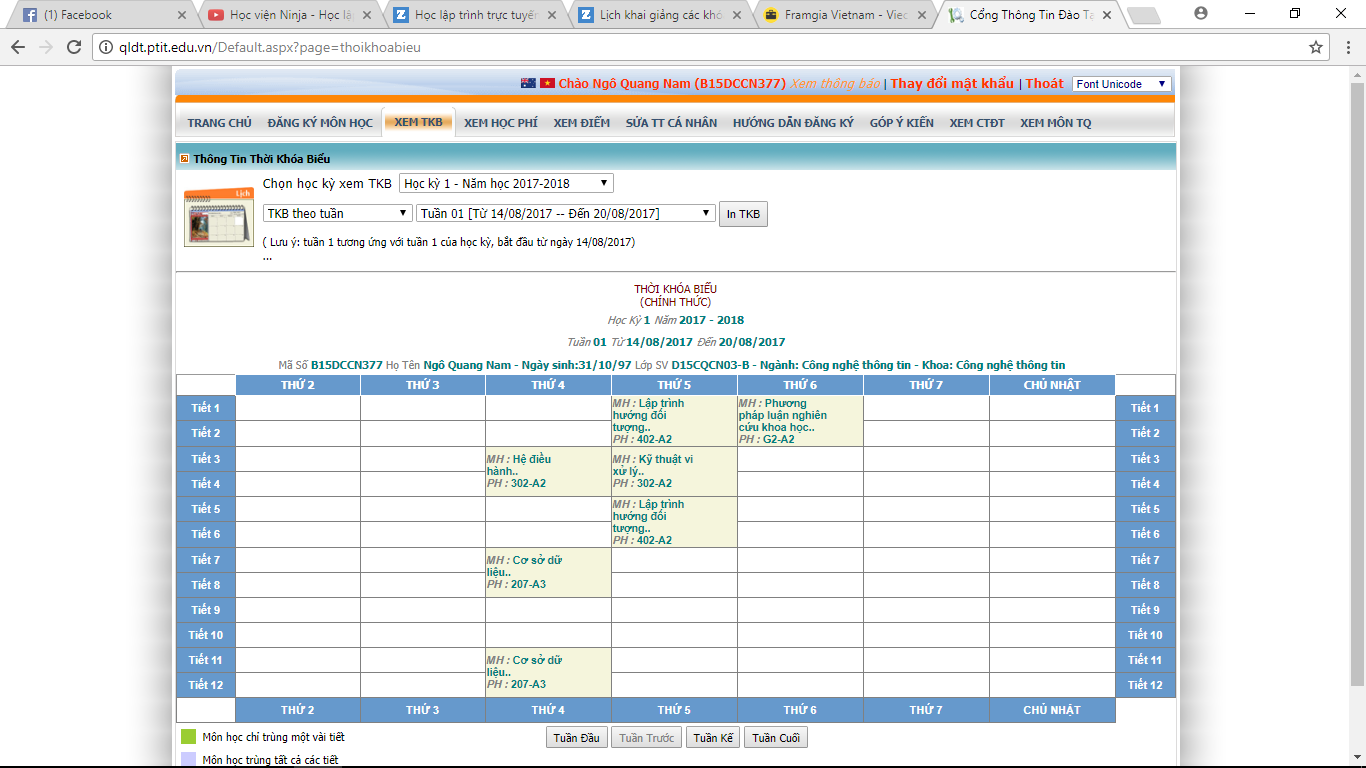 (1) Facebook
Học viện Ninja - Học lậ
Học lập trình trực tuyến
Lịch khai giảng các khó
Framgia Vietnam - Viec
Cổng Thông Tin Đào Tạ
qldt.ptit.edu.vn/Default.aspx?page=thoikhoabieu
Chào Ngô Quang Nam (B15DCCN377) Xem thông báo | Thay đổi mật khẩu | Thoát Font Unicode
TRANG CHỦ ĐĂNG KÝ MÔN HỌC XEM TKB XEM HỌC PHÍ XEM ĐIỂM SỬA TT CÁ NHÂN HƯỚNG DẪN ĐĂNG KÝ GÓP Ý KIẾN XEM CTĐT XEM MÔN TQ
Thông Tin Thời Khóa Biểu
Lịch
Chọn học kỳ xem TKB Học kỳ 1 - Năm học 2017-2018
TKB theo tuần Tuần 01 [Từ 14/08/2017 -- Đến 20/08/2017] In TKB
( Lưu ý: tuần 1 tương ứng với tuần 1 của học kỳ, bắt đầu từ ngày 14/08/2017)
...
THỜI KHÓA BIỂU
(CHÍNH THỨC)
Học Kỳ 1 Năm 2017 - 2018
Tuần 01 Từ 14/08/2017 Đến 20/08/2017
Mã Số B15DCCN377 Họ Tên Ngô Quang Nam - Ngày sinh:31/10/97 Lớp SV D15CQCN03-B - Ngành: Công nghệ thông tin - Khoa: Công nghệ thông tin
THỨ 2 THỨ 3 THỨ 4 THỨ 5 THỨ 6 THỨ 7 CHỦ NHẬT
Tiết 1 Tiết 1
MH : Lập trình
hướng đối
tượng..
PH : 402-A2
MH : Phương
pháp luận nghiên
cứu khoa học..
PH : G2-A2
Tiết 2 Tiết 2
Tiết 3 Tiết 3
MH : Hệ điều
hành..
PH : 302-A2
MH : Kỹ thuật vi
xử lý..
PH : 302-A2
Tiết 4 Tiết 4
Tiết 5 Tiết 5
MH : Lập trình
hướng đối
tượng..
PH : 402-A2
Tiết 6 Tiết 6
Tiết 7 Tiết 7
MH : Cơ sở dữ
liệu..
PH : 207-A3
Tiết 8 Tiết 8
Tiết 9 Tiết 9
Tiết 10 Tiết 10
Tiết 11 Tiết 11
MH : Cơ sở dữ
liệu..
PH : 207-A3
Tiết 12 Tiết 12
THỨ 2 THỨ 3 THỨ 4 THỨ 5 THỨ 6 THỨ 7 CHỦ NHẬT
Môn học chỉ trùng một vài tiết
Tuần Đầu Tuần Trước Tuần Kế Tuần Cuối
Môn học trùng tất cả các tiết